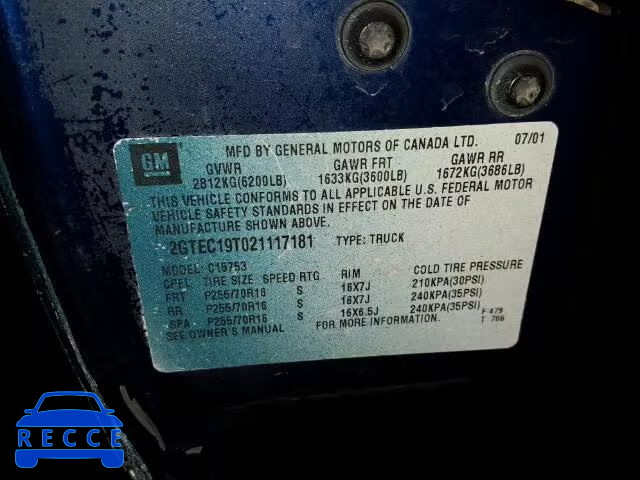 GM
MFD BY GENERAL MOTORS OF CANADA LTD. 07/01
GVWR GAWR FRT GAWR RR
2812KG(6200LB) 1633KG(3600LB) 1672KG(3686LB)
THIS VEHICLE CONFORMS TO ALL APPLICABLE U.S. FEDERAL MOTOR
VEHICLE SAFETY STANDARDS IN EFFECT ON THE DATE OF
MANUFACTURE SHOWN ABOVE.
2GTEC19T021117181 TYPE: TRUCK
MODEL: C15753
OPEL TIRE SIZE SPEED RTG RIM COLD TIRE PRESSURE
FRT P255/70R16 S 16X7J 210KPA(30PSI)
RR P255/70R16 S 16X7J 240KPA(35PSI)
SPA P255/70R16 S 16X6.5J 240KPA(35PSI)
SEE OWNER'S MANUAL FOR MORE INFORMATION.
F 479
T 706
RECCE